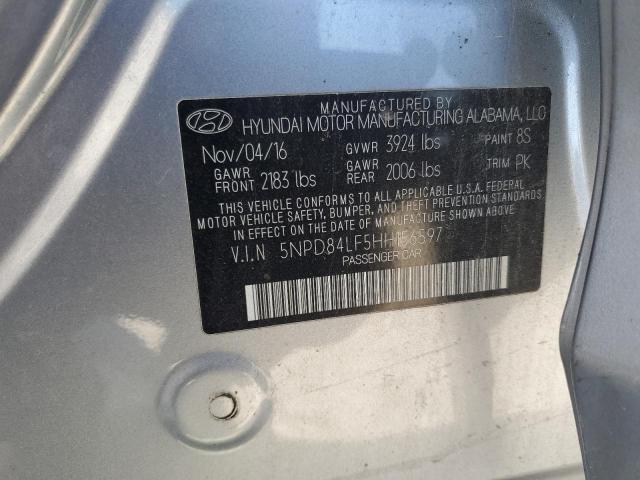 MANUFACTURED BY
HYUNDAI MOTOR MANUFACTURING ALABAMA, LLC
Nov/04/16 GVWR 3924 lbs PAINT 8S
GAWR FRONT 2183 lbs GAWR REAR 2006 lbs TRIM PK
THIS VEHICLE CONFORMS TO ALL APPLICABLE U.S.A. FEDERAL
MOTOR VEHICLE SAFETY, BUMPER, AND THEFT PREVENTION STANDARDS
IN EFFECT ON THE DATE OF MANUFACTURE SHOWN ABOVE.
V.I.N 5NPD84LF5HH156597
PASSENGER CAR